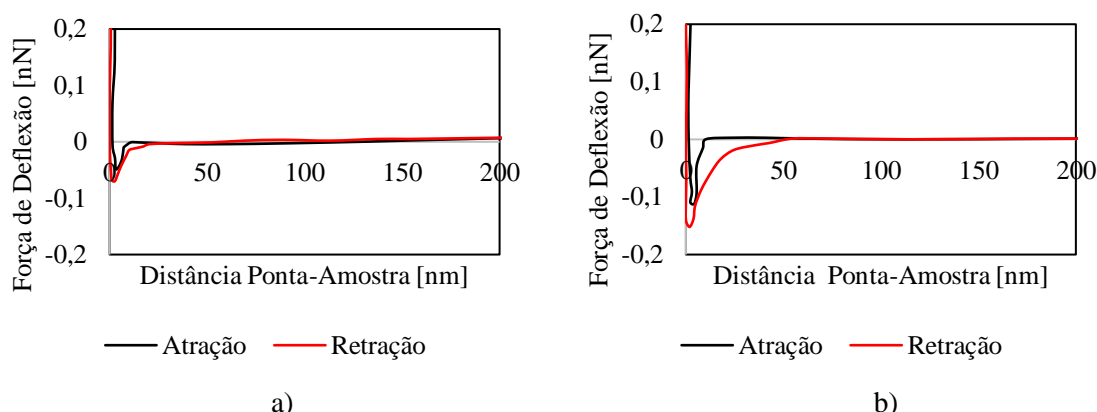 0,2
0,1
0
-0,1
-0,2
0 50 100 150 200
Força de Deflexão [nN]
Distância Ponta-Amostra [nm]
Atração Retração
a)
0,2
0,1
0
-0,1
-0,2
0 50 100 150 200
Força de Deflexão [nN]
Distância Ponta-Amostra [nm]
Atração Retração
b)